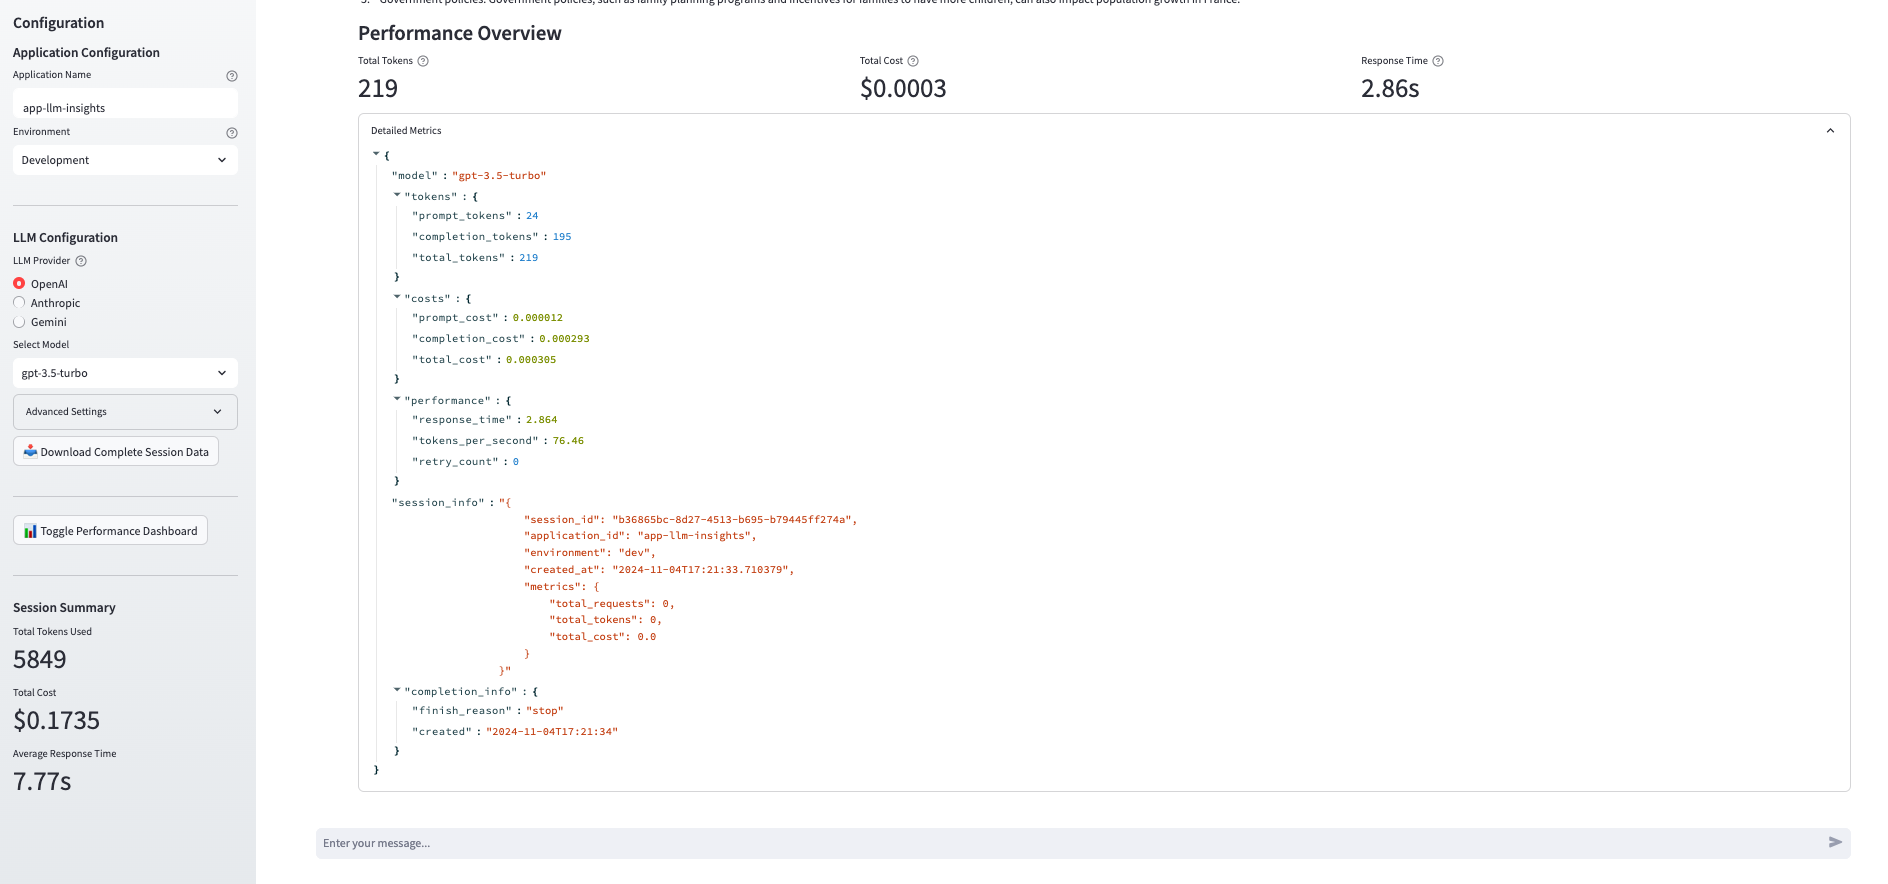 Configuration
Application Configuration
Application Name
app-llm-insights
Environment
Development
LLM Configuration
LLM Provider
OpenAI
Anthropic
Gemini
Select Model
gpt-3.5-turbo
Advanced Settings
Download Complete Session Data
Toggle Performance Dashboard
Session Summary
Total Tokens Used
5849
Total Cost
$0.1735
Average Response Time
7.77s
Government policies: Government policies, such as family planning programs and incentives for families to have more children, can also impact population growth in France.
Performance Overview
Total Tokens
219
Total Cost
$0.0003
Response Time
2.86s
Detailed Metrics
{
"model" : "gpt-3.5-turbo"
"tokens" : {
"prompt_tokens" : 24
"completion_tokens" : 195
"total_tokens" : 219
}
"costs" : {
"prompt_cost" : 0.000012
"completion_cost" : 0.000293
"total_cost" : 0.000305
}
"performance" : {
"response_time" : 2.864
"tokens_per_second" : 76.46
"retry_count" : 0
}
"session_info" : "{
"session_id": "b36865bc-8d27-4513-b695-b79445ff274a",
"application_id": "app-llm-insights",
"environment": "dev",
"created_at": "2024-11-04T17:21:33.710379",
"metrics": {
"total_requests": 0,
"total_tokens": 0,
"total_cost": 0.0
}
}"
"completion_info" : {
"finish_reason" : "stop"
"created" : "2024-11-04T17:21:34"
}
}
Enter your message...